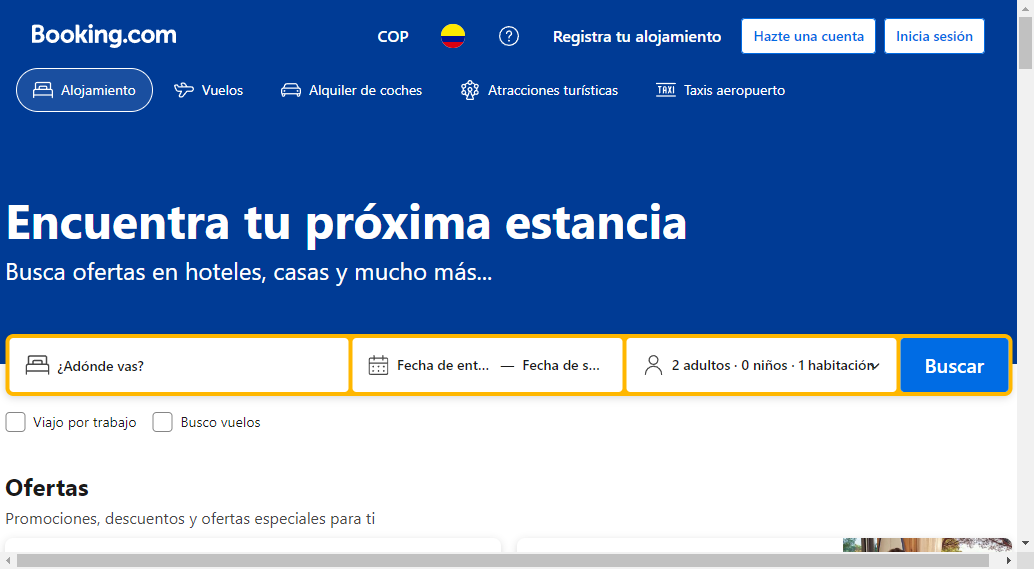 Booking.com
COP
Registra tu alojamiento
Hazte una cuenta
Inicia sesión
Alojamiento
Vuelos
Alquiler de coches
Atracciones turísticas
TAXI Taxis aeropuerto
Encuentra tu próxima estancia
Busca ofertas en hoteles, casas y mucho más...
¿Adónde vas?
Fecha de ent... — Fecha de s...
2 adultos · 0 niños · 1 habitación
Buscar
Viajo por trabajo
Busco vuelos
Ofertas
Promociones, descuentos y ofertas especiales para ti